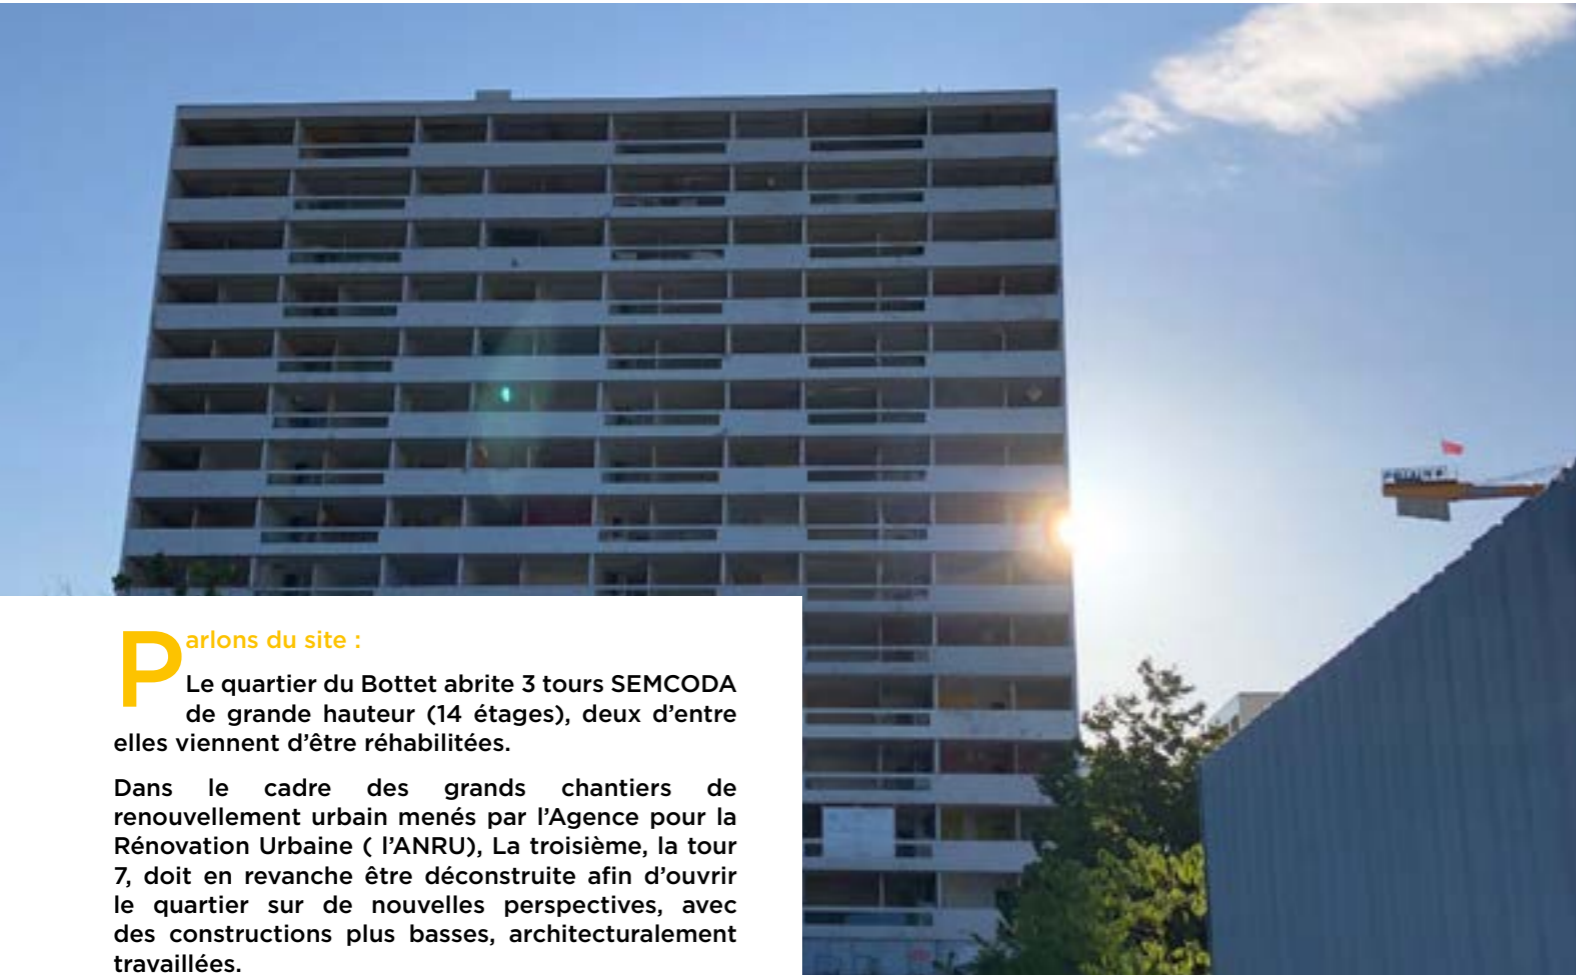 Parlons du site :
Le quartier du Bottet abrite 3 tours SEMCODA
de grande hauteur (14 étages), deux d’entre
elles viennent d’être réhabilitées.
Dans le cadre des grands chantiers de
renouvellement urbain menés par l’Agence pour la
Rénovation Urbaine ( l’ANRU), La troisième, la tour
7, doit en revanche être déconstruite afin d’ouvrir
le quartier sur de nouvelles perspectives, avec
des constructions plus basses, architecturalement
travaillées.